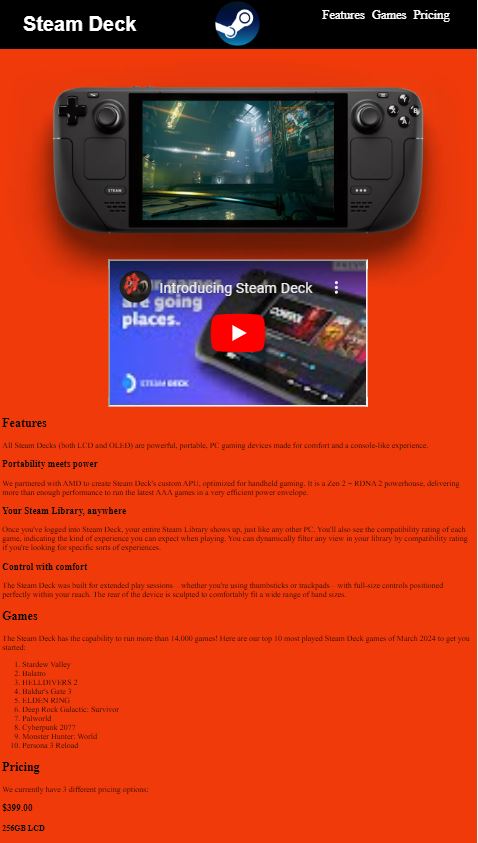 Steam Deck
Features Games Pricing
STEAM
Introducing Steam Deck
are going
places.
STEAM DECK
Features
All Steam Decks (both LCD and OLED) are powerful, portable, PC gaming devices made for comfort and a console-like experience.
Portability meets power
We partnered with AMD to create Steam Deck's custom APU, optimized for handheld gaming. It is a Zen 2 + RDNA 2 powerhouse, delivering
more than enough performance to run the latest AAA games in a very efficient power envelope.
Your Steam Library, anywhere
Once you've logged into Steam Deck, your entire Steam Library shows up, just like any other PC. You'll also see the compatibility rating of each
game, indicating the kind of experience you can expect when playing. You can dynamically filter any view in your library by compatibility rating
if you're looking for specific sorts of experiences.
Control with comfort
The Steam Deck was built for extended play sessions – whether you're using thumbsticks or trackpads – with full-size controls positioned
perfectly within your reach. The rear of the device is sculpted to comfortably fit a wide range of hand sizes.
Games
The Steam Deck has the capability to run more than 14,000 games! Here are our top 10 most played Steam Deck games of March 2024 to get you
started:
1. Stardew Valley
2. Balatro
3. HELLDIVERS 2
4. Baldur's Gate 3
5. ELDEN RING
6. Deep Rock Galactic: Survivor
7. Palworld
8. Cyberpunk 2077
9. Monster Hunter: World
10. Persona 3 Reload
Pricing
We currently have 3 different pricing options:
$399.00
256GB LCD